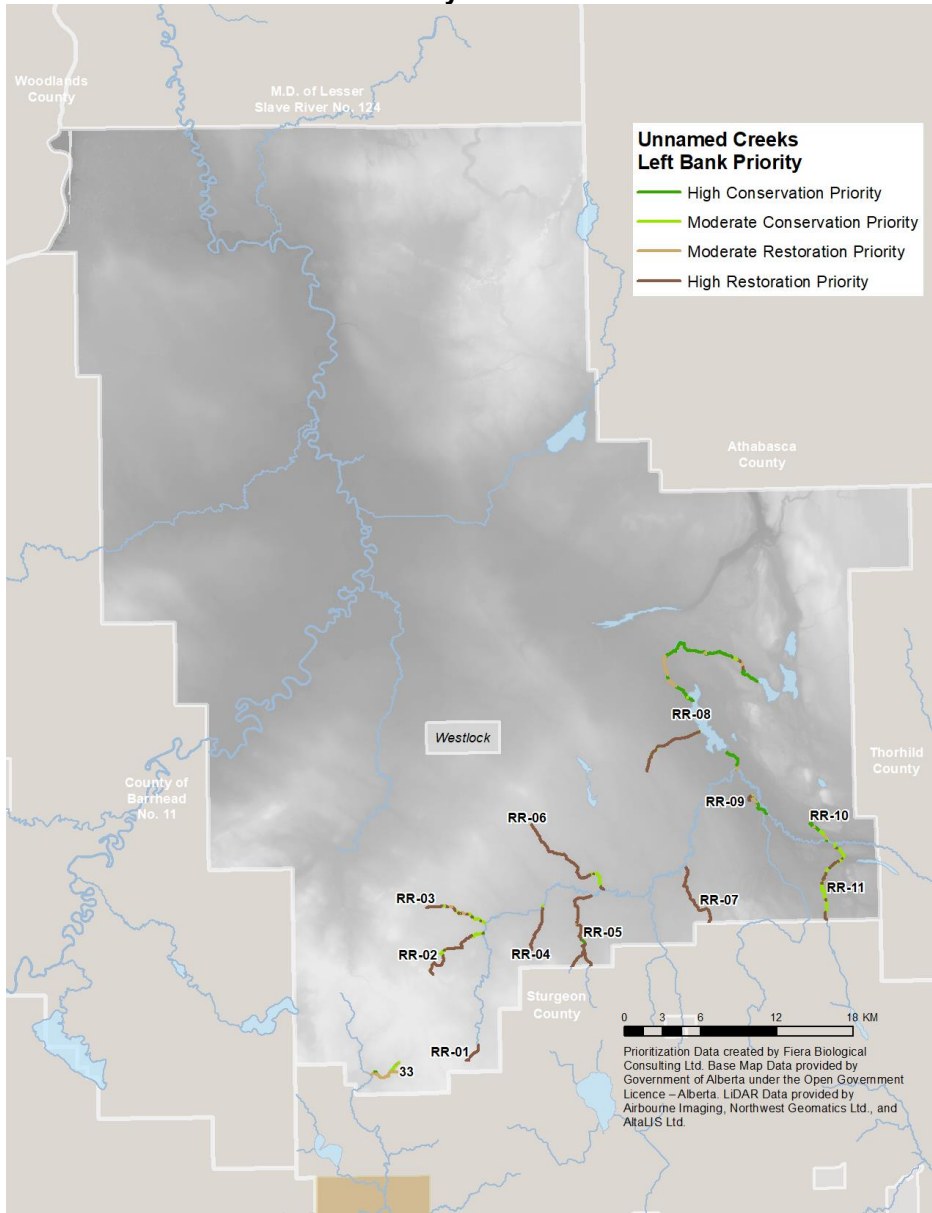 Woodlands
County
M.D. of Lesser
Slave River No. 124
Unnamed Creeks
Left Bank Priority
High Conservation Priority
Moderate Conservation Priority
Moderate Restoration Priority
High Restoration Priority
Athabasca
County
RR-08
Westlock
Thorhild
County
County of
Barrhead
No. 11
RR-09
RR-10
RR-06
RR-11
RR-03
RR-07
RR-05
RR-04
RR-02
Sturgeon
County
RR-01
33
0 3 6 12 18 KM
Prioritization Data created by Fiera Biological
Consulting Ltd. Base Map Data provided by
Government of Alberta under the Open Government
Licence – Alberta. LiDAR Data provided by
Airbourne Imaging, Northwest Geomatics Ltd., and
AltaLIS Ltd.